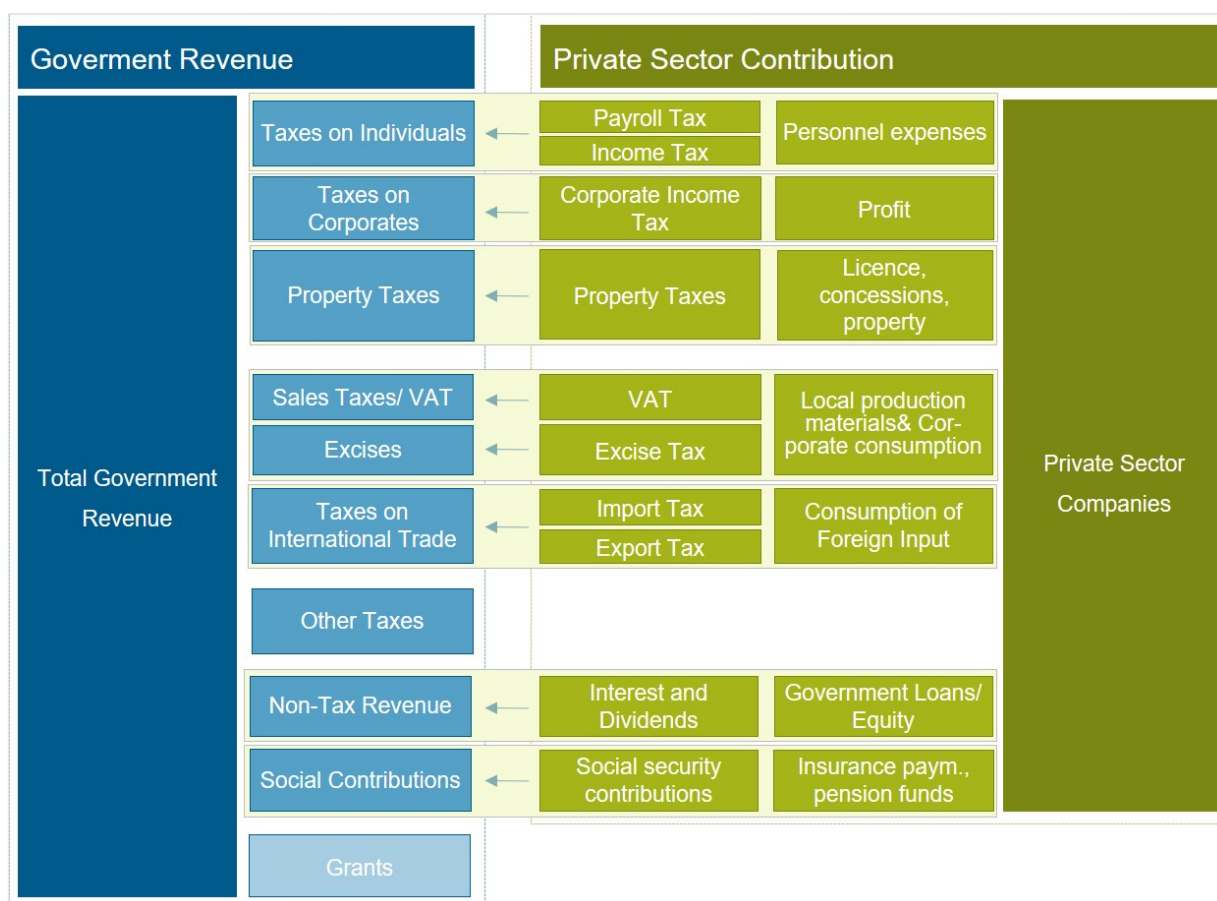 Goverment Revenue
Private Sector Contribution
Total Government
Revenue
Taxes on Individuals
Payroll Tax
Income Tax
Personnel expenses
Taxes on
Corporates
Corporate Income
Tax
Profit
Property Taxes
Property Taxes
Licence,
concessions,
property
Sales Taxes/ VAT
VAT
Excises
Excise Tax
Local production
materials& Cor-
porate consumption
Taxes on
International Trade
Import Tax
Export Tax
Consumption of
Foreign Input
Other Taxes
Non-Tax Revenue
Interest and
Dividends
Government Loans/
Equity
Social Contributions
Social security
contributions
Insurance paym.,
pension funds
Grants
Private Sector
Companies